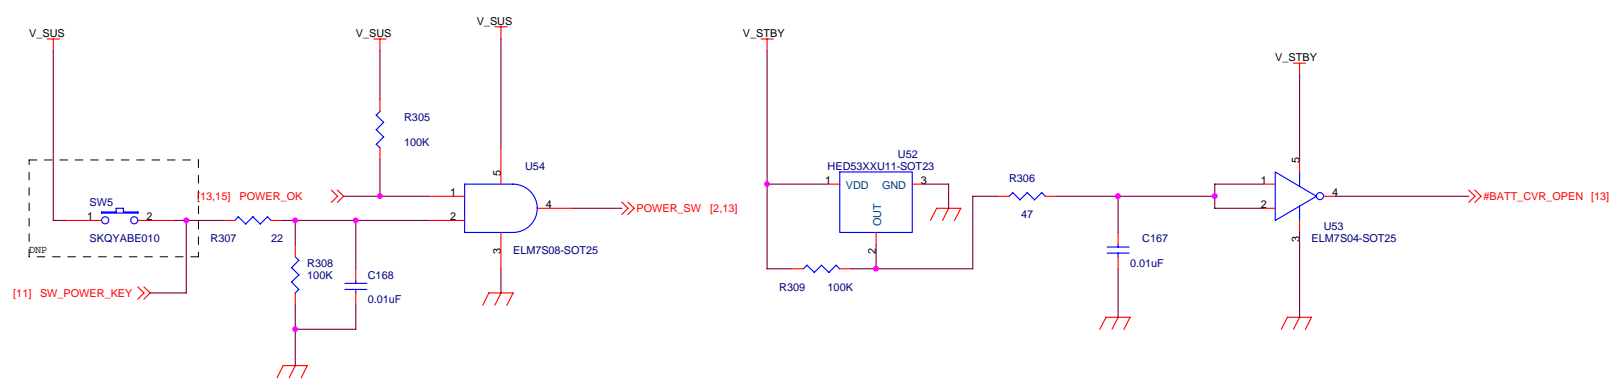 V_SUS
V_SUS
V_SUS
R305
100K
U54
5
1
2
4
3
ELM7S08-SOT25
[13,15] POWER_OK
POWER_SW [2,13]
SW5
1
2
SKQYABE010
DNP
R307
22
R308
100K
C168
0.01uF
[11] SW_POWER_KEY
V_STBY
U52
HED53XXU11-SOT23
1
VDD
GND
3
OUT
2
R309
100K
R306
47
C167
0.01uF
V_STBY
5
1
2
4
3
U53
ELM7S04-SOT25
#BATT_CVR_OPEN [13]